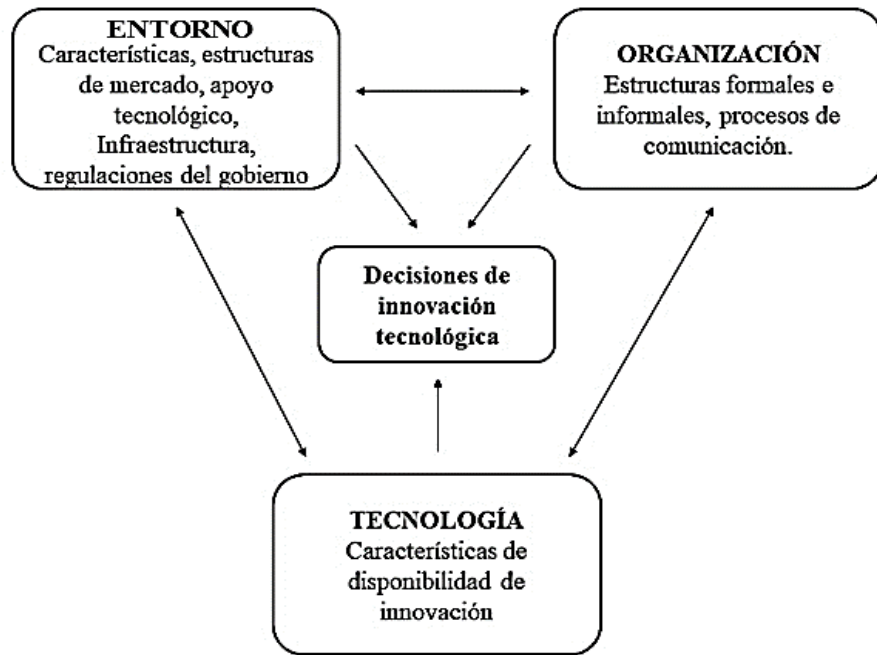 ENTORNO
Características, estructuras
de mercado, apoyo
tecnológico,
Infraestructura,
regulaciones del gobierno
ORGANIZACIÓN
Estructuras formales e
informales, procesos de
comunicación.
Decisiones de
innovación
tecnológica
TECNOLOGÍA
Características de
disponibilidad de
innovación